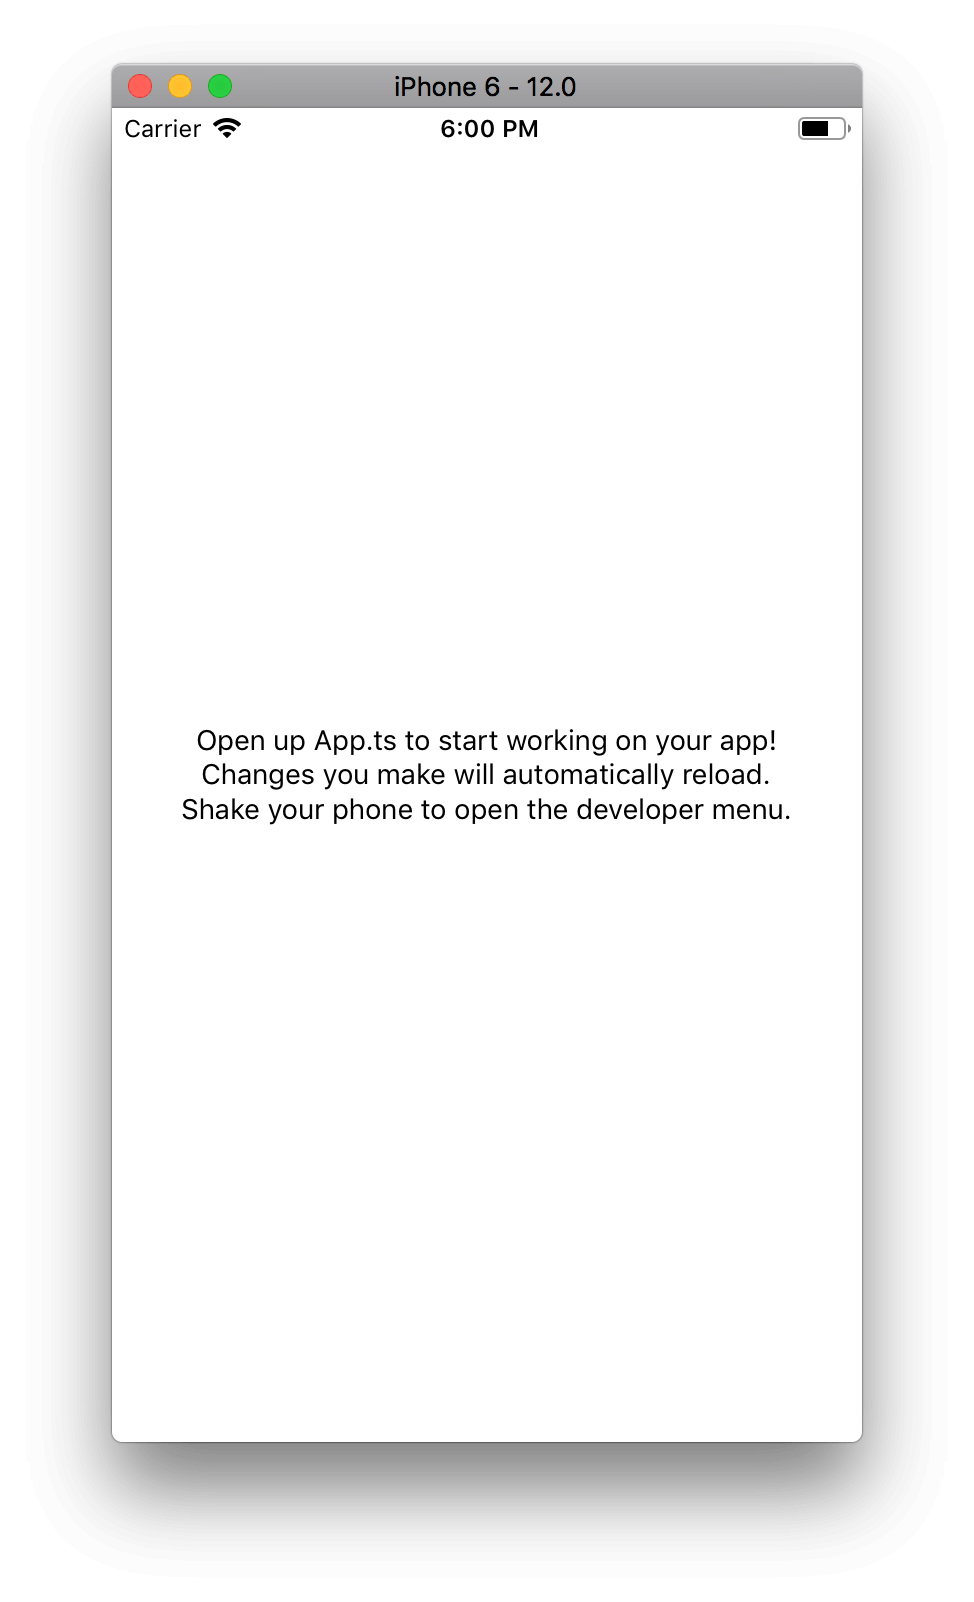 iPhone 6 - 12.0
Carrier 6:00 PM
Open up App.ts to start working on your app!
Changes you make will automatically reload.
Shake your phone to open the developer menu.